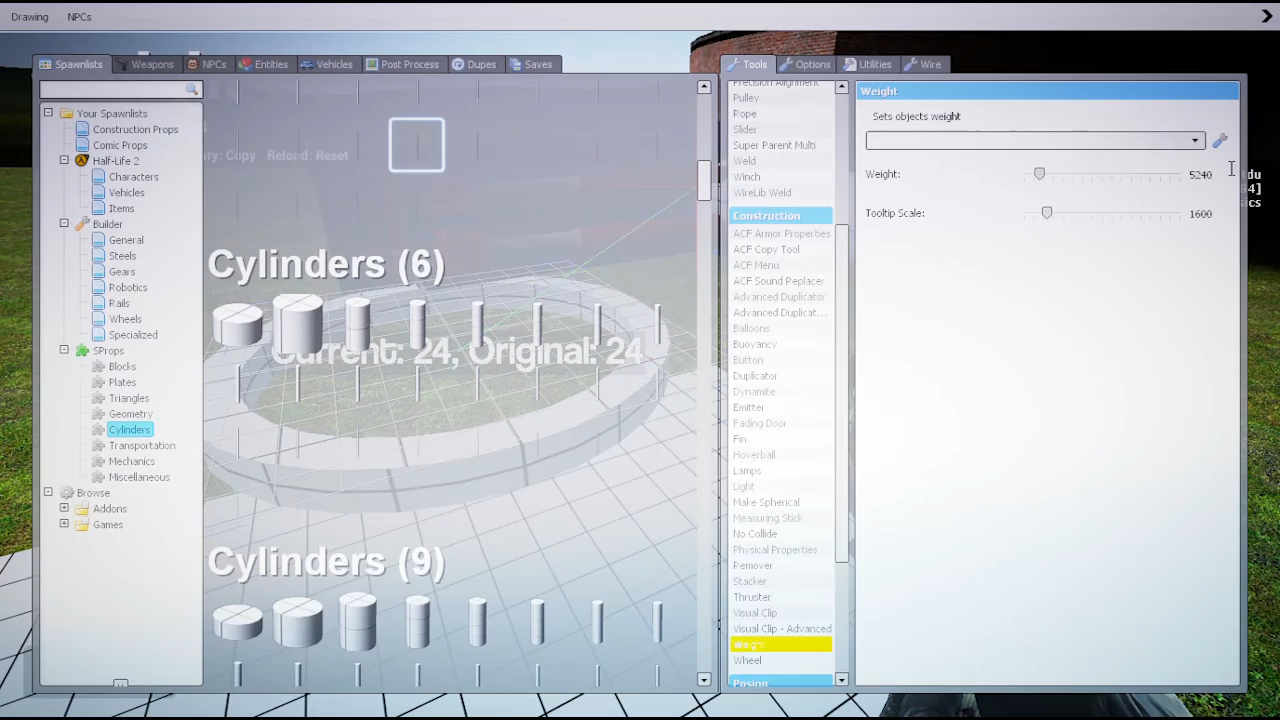 Drawing NPCs
Spawnlists Weapons NPCs Entities Vehicles Post Process Dupes Saves
Your Spawnlists
Construction Props
Comic Props
Half-Life 2
Characters
Vehicles
Items
Builder
General
Steels
Gears
Robotics
Rails
Wheels
Specialized
SProps
Blocks
Plates
Triangles
Geometry
Cylinders
Transportation
Mechanics
Miscellaneous
Browse
Addons
Games
Copy Reload: Reset
Cylinders (6)
Current: 24, Original: 24
Cylinders (9)
Tools Options Utilities Wire
Precision Alignment
Pulley
Rope
Slider
Super Parent Multi
Weld
Winch
WireLib Weld
Construction
ACF Armor Properties
ACF Copy Tool
ACF Menu
ACF Sound Replacer
Advanced Duplicator
Advanced Duplicat...
Balloons
Buoyancy
Button
Duplicator
Dynamite
Emitter
Fading Door
Fin
Hoverball
Lamps
Light
Make Spherical
Measuring Stick
No Collide
Physical Properties
Remover
Stacker
Thruster
Visual Clip
Visual Clip - Advanced
Weight
Wheel
Posing
Weight
Sets objects weight
Weight: 5240
Tooltip Scale: 1600